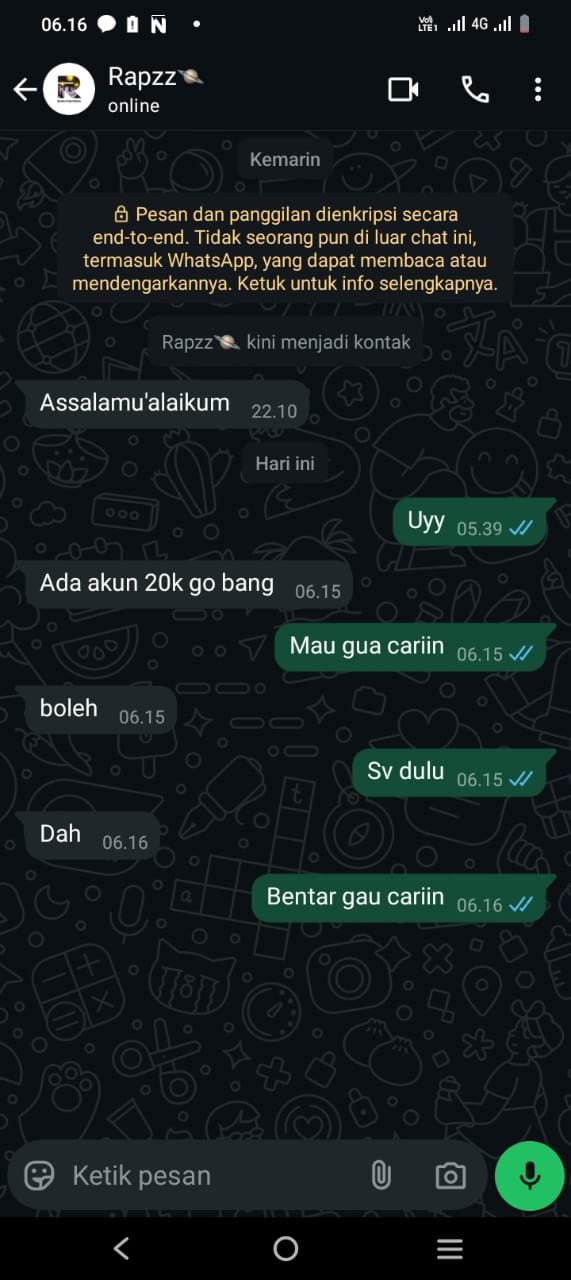 06.16
Vo)) LTE1 4G
Rapzz🪐
online
Kemarin
Pesan dan panggilan dienkripsi secara
end-to-end. Tidak seorang pun di luar chat ini,
termasuk WhatsApp, yang dapat membaca atau
mendengarkannya. Ketuk untuk info selengkapnya.
Rapzz🪐 kini menjadi kontak
Assalamu'alaikum 22.10
Hari ini
Uyy 05.39
Ada akun 20k go bang 06.15
Mau gua cariin 06.15
boleh 06.15
Sv dulu 06.15
Dah 06.16
Bentar gau cariin 06.16
Ketik pesan